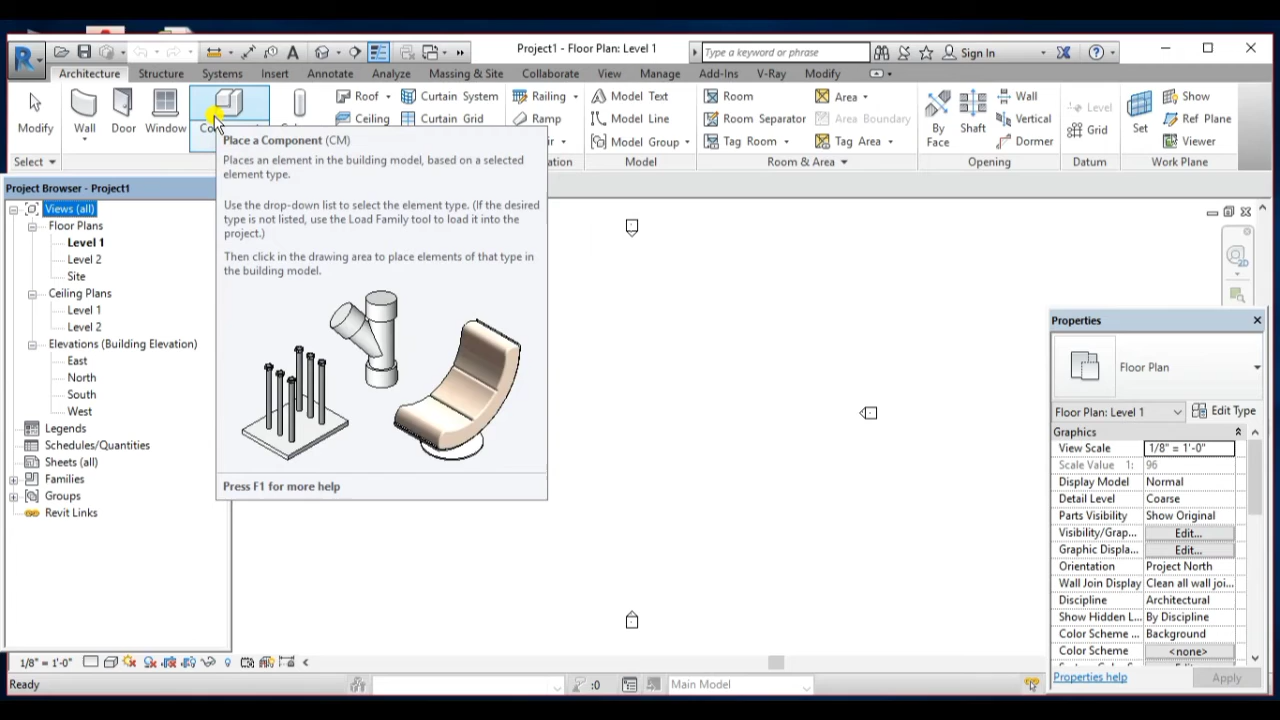 Project1 - Floor Plan: Level 1
Type a keyword or phrase
Sign In
Architecture Structure Systems Insert Annotate Analyze Massing & Site Collaborate View Manage Add-Ins V-Ray Modify
Modify
Wall
Door
Window
Roof
Ceiling
Curtain System
Curtain Grid
Railing
Ramp
Model Text
Model Line
Model Group
Room
Room Separator
Tag Room
Area
Area Boundary
Tag Area
By
Face
Shaft
Wall
Vertical
Dormer
Level
Grid
Set
Show
Ref Plane
Viewer
Select
Model
Room & Area
Opening
Datum
Work Plane
Place a Component (CM)
Places an element in the building model, based on a selected
element type.
Use the drop-down list to select the element type. (If the desired
type is not listed, use the Load Family tool to load it into the
project.)
Then click in the drawing area to place elements of that type in
the building model.
Press F1 for more help
Project Browser - Project1
Views (all)
Floor Plans
Level 1
Level 2
Site
Ceiling Plans
Level 1
Level 2
Elevations (Building Elevation)
East
North
South
West
Legends
Schedules/Quantities
Sheets (all)
Families
Groups
Revit Links
2D
Properties
Floor Plan
Floor Plan: Level 1 Edit Type
Graphics
View Scale 1/8" = 1'-0"
Scale Value 1: 96
Display Model Normal
Detail Level Coarse
Parts Visibility Show Original
Visibility/Grap... Edit...
Graphic Displa... Edit...
Orientation Project North
Wall Join Display Clean all wall joi...
Discipline Architectural
Show Hidden L... By Discipline
Color Scheme ... Background
Color Scheme <none>
Properties help Apply
1/8" = 1'-0"
Ready :0 Main Model